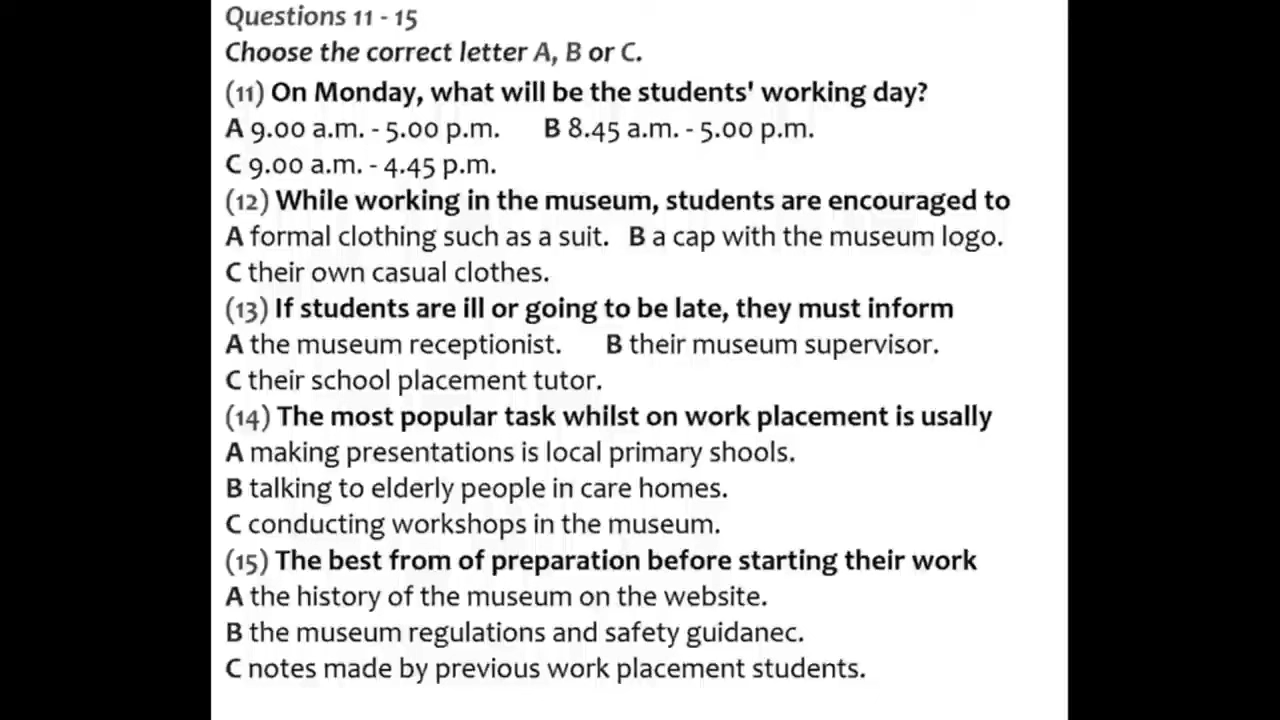 Questions 11 - 15
Choose the correct letter A, B or C.
(11) On Monday, what will be the students' working day?
A 9.00 a.m. - 5.00 p.m. B 8.45 a.m. - 5.00 p.m.
C 9.00 a.m. - 4.45 p.m.
(12) While working in the museum, students are encouraged to
A formal clothing such as a suit. B a cap with the museum logo.
C their own casual clothes.
(13) If students are ill or going to be late, they must inform
A the museum receptionist. B their museum supervisor.
C their school placement tutor.
(14) The most popular task whilst on work placement is usally
A making presentations is local primary shools.
B talking to elderly people in care homes.
C conducting workshops in the museum.
(15) The best from of preparation before starting their work
A the history of the museum on the website.
B the museum regulations and safety guidanec.
C notes made by previous work placement students.